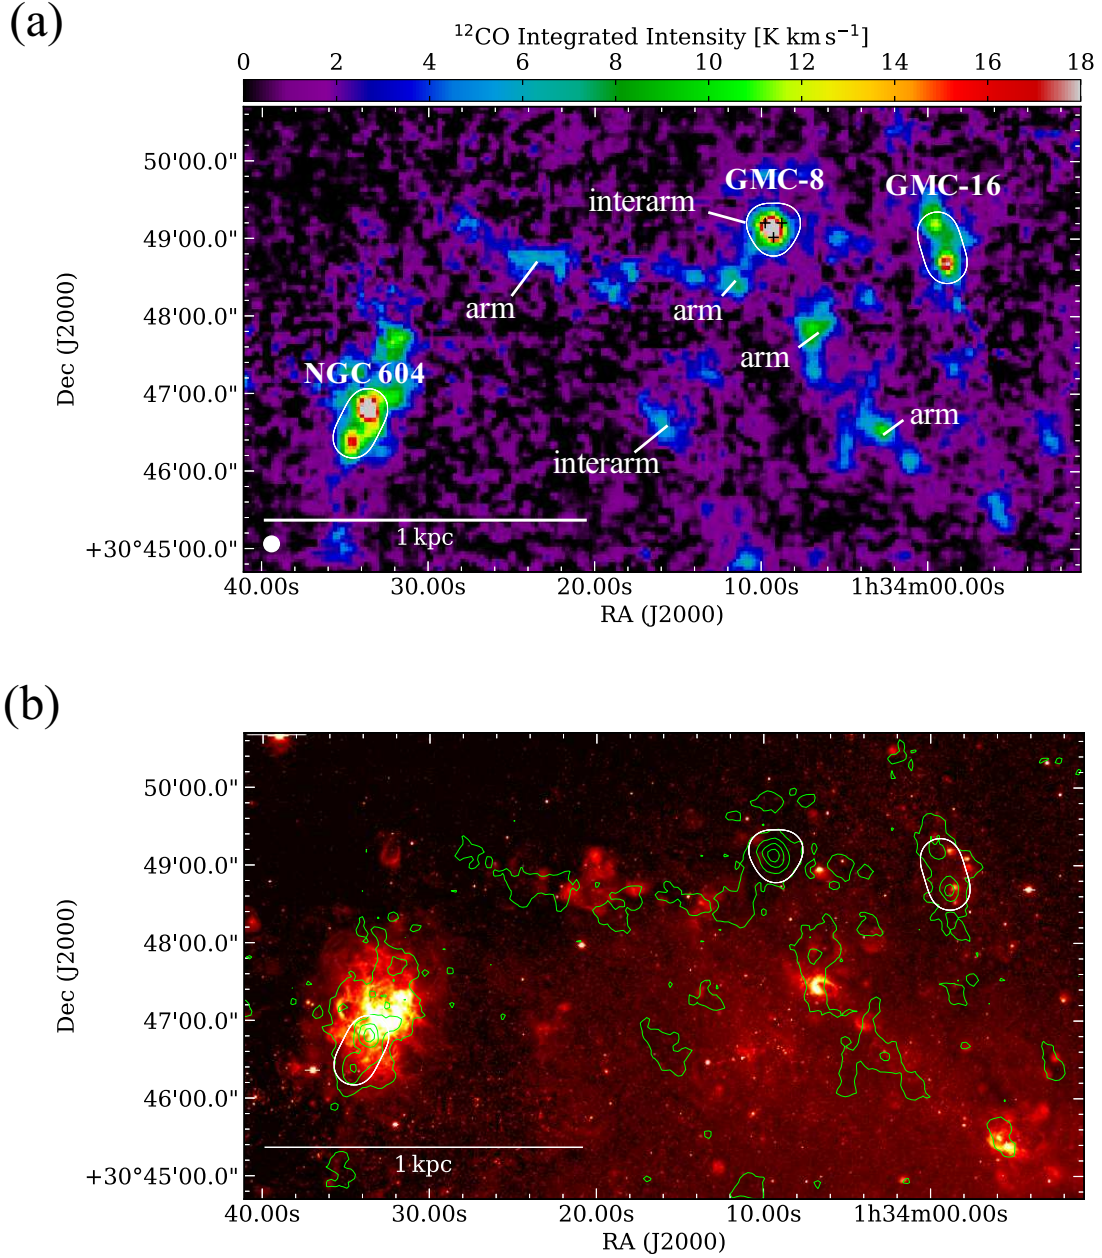 (a)
¹²CO Integrated Intensity [K km s⁻¹]
0 2 4 6 8 10 12 14 16 18
50'00.0"
49'00.0"
48'00.0"
47'00.0"
46'00.0"
+30°45'00.0"
Dec (J2000)
GMC-8
GMC-16
interarm
arm
arm
arm
NGC 604
arm
interarm
1 kpc
40.00s 30.00s 20.00s 10.00s 1h34m00.00s
RA (J2000)
(b)
50'00.0"
49'00.0"
48'00.0"
47'00.0"
46'00.0"
+30°45'00.0"
Dec (J2000)
1 kpc
40.00s 30.00s 20.00s 10.00s 1h34m00.00s
RA (J2000)